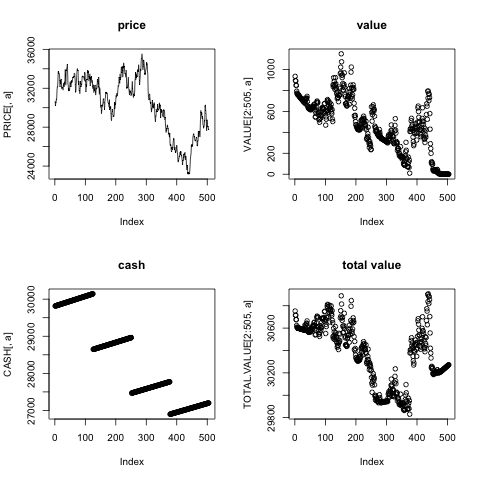 price
PRICE[, a]
24000 28000 32000 36000
0 100 200 300 400 500
Index
value
VALUE[2:505, a]
0 200 600 1000
0 100 200 300 400 500
Index
cash
CASH[, a]
27000 28000 29000 30000
0 100 200 300 400 500
Index
total value
TOTAL.VALUE[2:505, a]
29800 30200 30600
0 100 200 300 400 500
Index